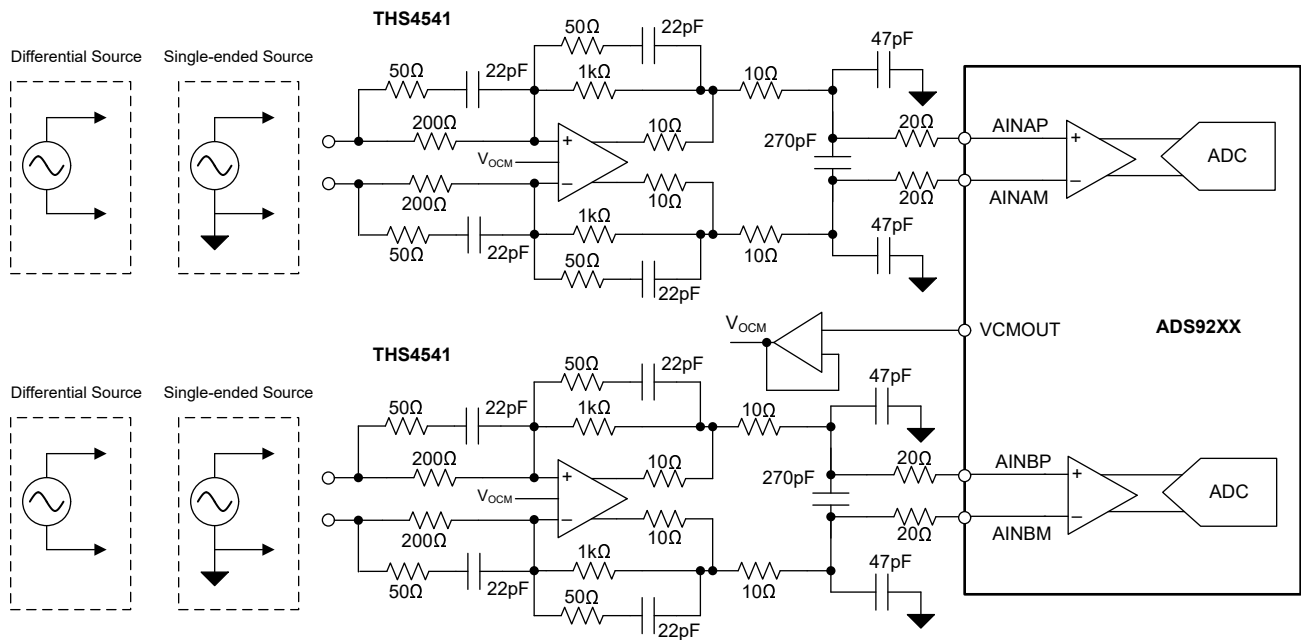 THS4541
Differential Source
Single-ended Source
50Ω
22pF
50Ω
22pF
1kΩ
200Ω
10Ω
10Ω
47pF
20Ω
270pF
VOCM
AINAP
+
−
+
−
ADC
200Ω
10Ω
20Ω
AINAM
50Ω
22pF
1kΩ
50Ω
22pF
10Ω
47pF
VOCM
VCMOUT
ADS92XX
THS4541
Differential Source
Single-ended Source
50Ω
22pF
50Ω
22pF
1kΩ
200Ω
10Ω
10Ω
47pF
20Ω
270pF
VOCM
AINBP
+
−
+
−
ADC
200Ω
10Ω
20Ω
AINBM
50Ω
22pF
1kΩ
50Ω
22pF
10Ω
47pF